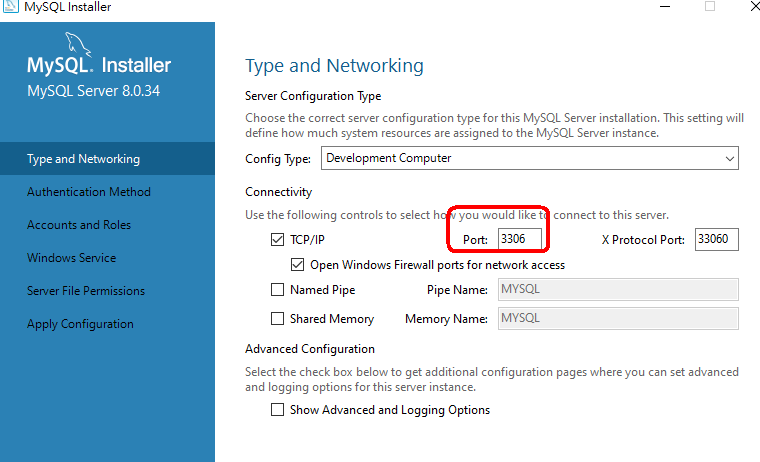 MySQL Installer
MySQL. Installer
MySQL Server 8.0.34
Type and Networking
Authentication Method
Accounts and Roles
Windows Service
Server File Permissions
Apply Configuration
Type and Networking
Server Configuration Type
Choose the correct server configuration type for this MySQL Server installation. This setting will
define how much system resources are assigned to the MySQL Server instance.
Config Type: Development Computer
Connectivity
Use the following controls to select how you would like to connect to this server.
TCP/IP Port: 3306 X Protocol Port: 33060
Open Windows Firewall ports for network access
Named Pipe Pipe Name: MYSQL
Shared Memory Memory Name: MYSQL
Advanced Configuration
Select the check box below to get additional configuration pages where you can set advanced
and logging options for this server instance.
Show Advanced and Logging Options